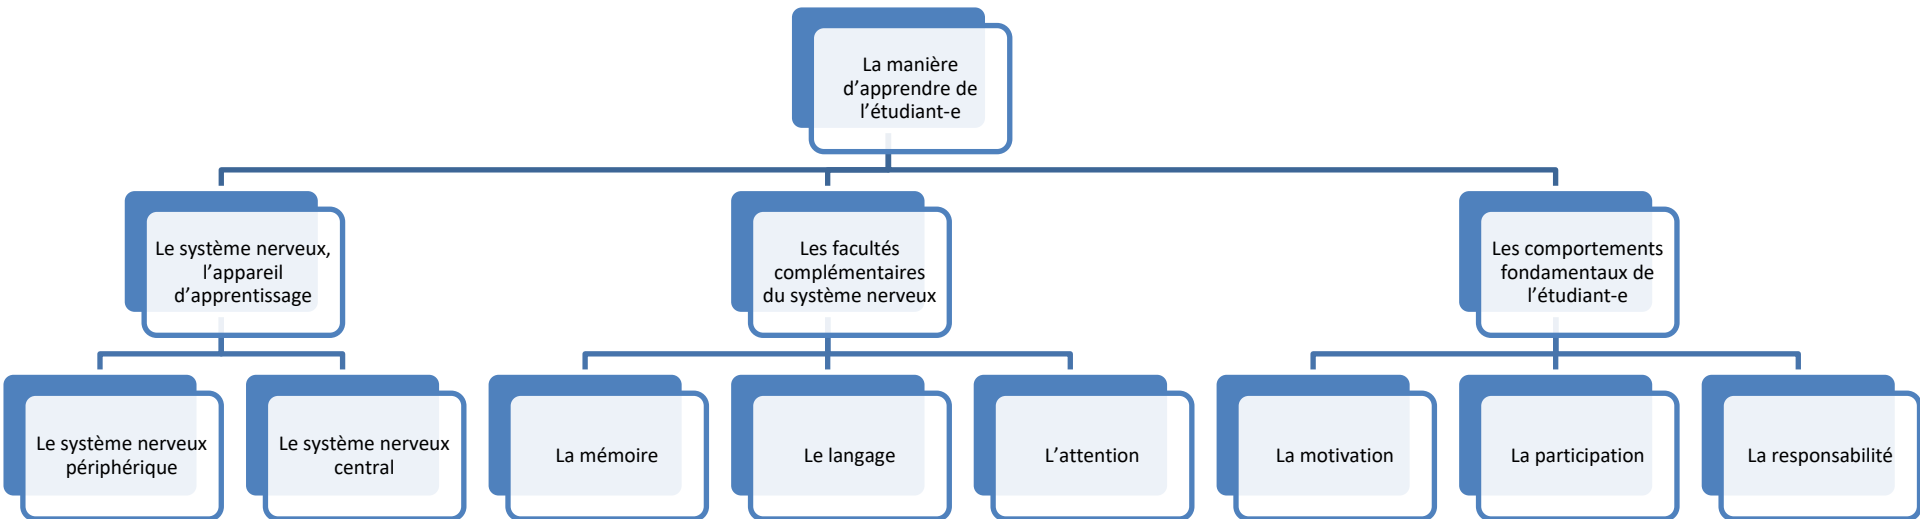 La manière
d’apprendre de
l’étudiant-e
Le système nerveux,
l’appareil
d’apprentissage
Les facultés
complémentaires
du système nerveux
Les comportements
fondamentaux de
l’étudiant-e
Le système nerveux
périphérique
Le système nerveux
central
La mémoire
Le langage
L’attention
La motivation
La participation
La responsabilité